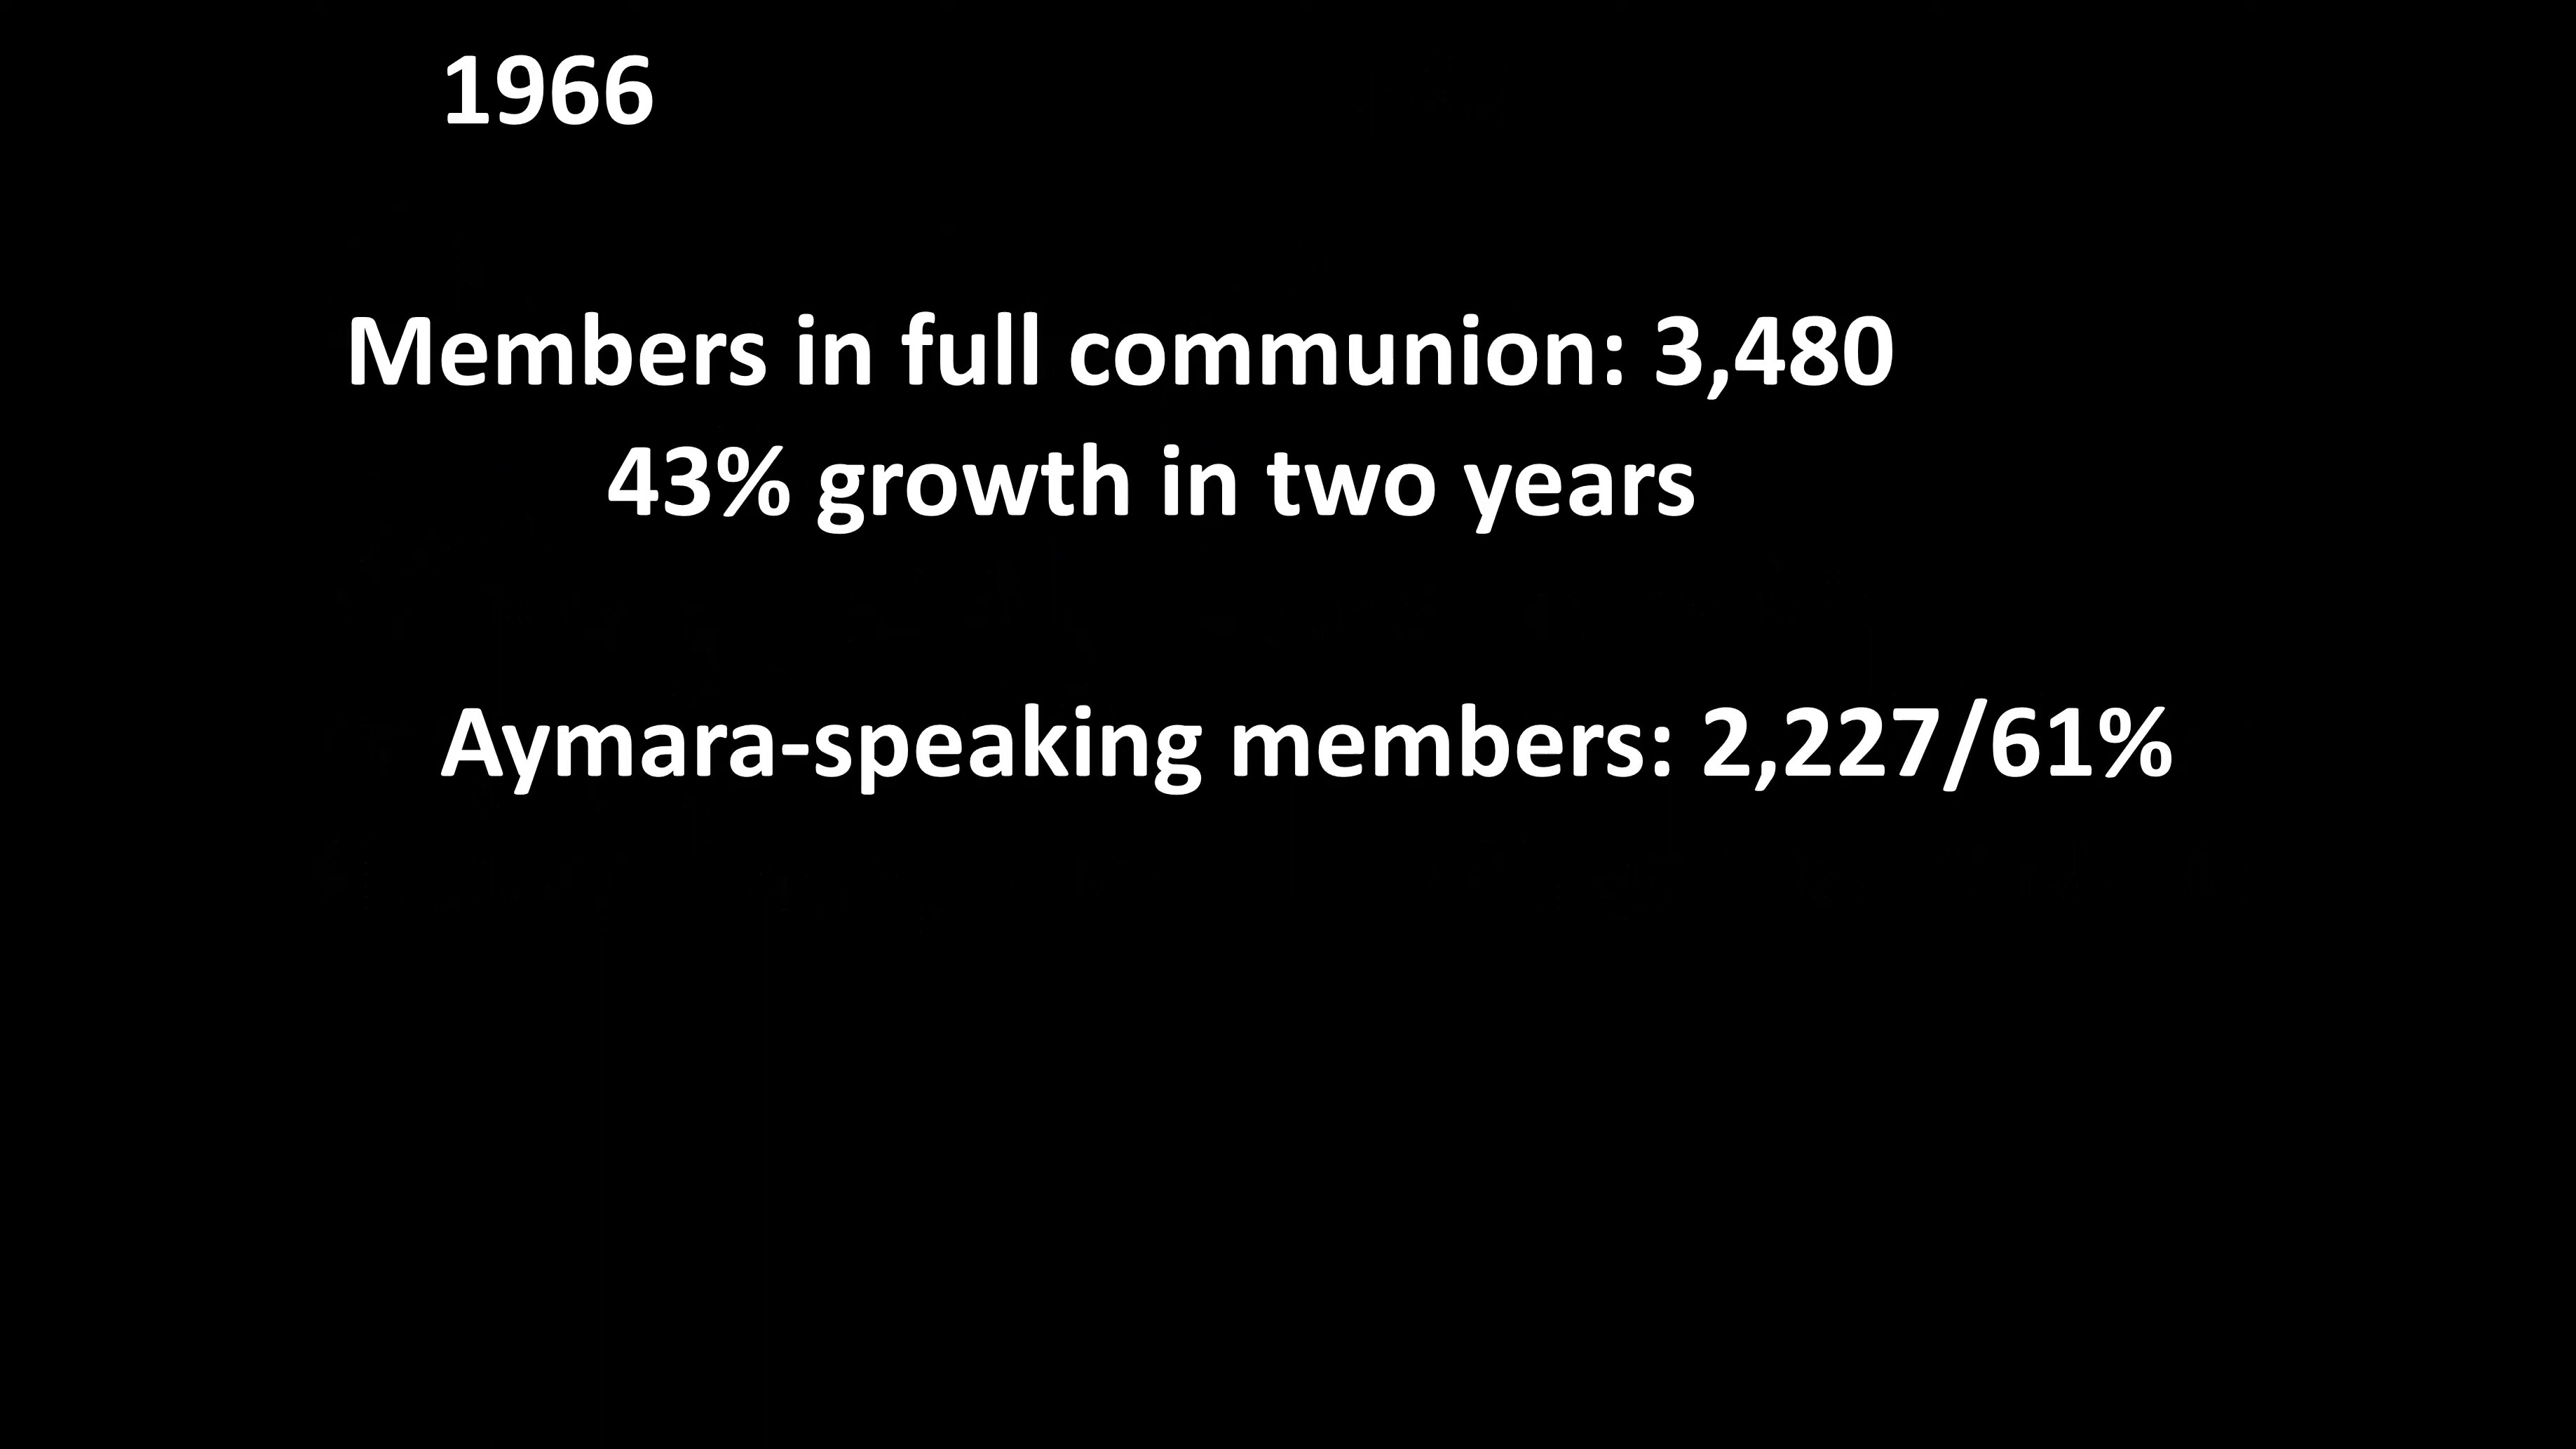 1966
Members in full communion: 3,480
43% growth in two years
Aymara-speaking members: 2,227/61%